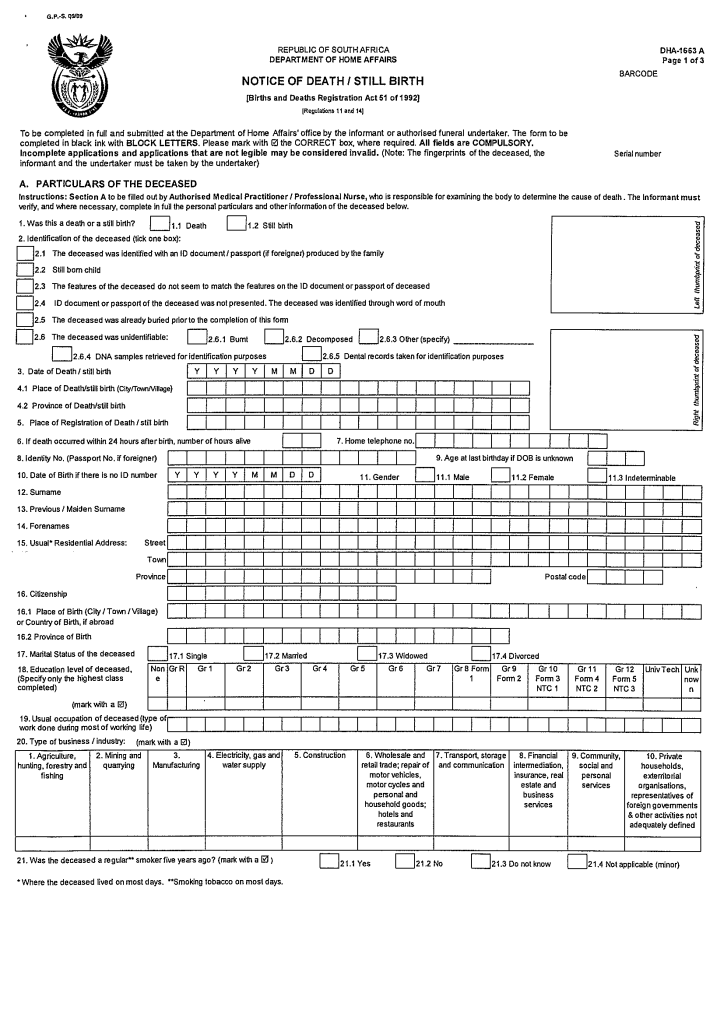 G.P.-S. 09/09
REPUBLIC OF SOUTH AFRICA
DEPARTMENT OF HOME AFFAIRS
DHA-1663 A
Page 1 of 3
BARCODE
NOTICE OF DEATH / STILL BIRTH
[Births and Deaths Registration Act 51 of 1992]
[Regulations 11 and 14]
To be completed in full and submitted at the Department of Home Affairs' office by the informant or authorised funeral undertaker. The form to be
completed in black ink with BLOCK LETTERS. Please mark with ☑ the CORRECT box, where required. All fields are COMPULSORY.
Incomplete applications and applications that are not legible may be considered invalid. (Note: The fingerprints of the deceased, the
informant and the undertaker must be taken by the undertaker)
Serial number
A. PARTICULARS OF THE DECEASED
Instructions: Section A to be filled out by Authorised Medical Practitioner / Professional Nurse, who is responsible for examining the body to determine the cause of death. The Informant must
verify, and where necessary, complete in full the personal particulars and other information of the deceased below.
1. Was this a death or a still birth? 1.1 Death 1.2 Still birth
2. Identification of the deceased (tick one box):
2.1 The deceased was identified with an ID document / passport (if foreigner) produced by the family
2.2 Still born child
2.3 The features of the deceased do not seem to match the features on the ID document or passport of deceased
2.4 ID document or passport of the deceased was not presented. The deceased was identified through word of mouth
2.5 The deceased was already buried prior to the completion of this form
Left thumbprint of deceased
2.6 The deceased was unidentifiable: 2.6.1 Burnt 2.6.2 Decomposed 2.6.3 Other (specify)
2.6.4 DNA samples retrieved for identification purposes 2.6.5 Dental records taken for identification purposes
3. Date of Death / still birth Y Y Y Y M M D D
4.1 Place of Death/still birth (City/Town/Village)
4.2 Province of Death/still birth
5. Place of Registration of Death / still birth
Right thumbprint of deceased
6. If death occurred within 24 hours after birth, number of hours alive 7. Home telephone no.
8. Identity No. (Passport No. if foreigner) 9. Age at last birthday if DOB is unknown
10. Date of Birth if there is no ID number Y Y Y Y M M D D 11. Gender 11.1 Male 11.2 Female 11.3 Indeterminable
12. Surname
13. Previous / Maiden Surname
14. Forenames
15. Usual* Residential Address: Street
Town
Province Postal code
16. Citizenship
16.1 Place of Birth (City / Town / Village)
or Country of Birth, if abroad
16.2 Province of Birth
17. Marital Status of the deceased 17.1 Single 17.2 Married 17.3 Widowed 17.4 Divorced
18. Education level of deceased, (Specify only the highest class completed)
None Gr R Gr 1 Gr 2 Gr 3 Gr 4 Gr 5 Gr 6 Gr 7 Gr 8 Form 1 Gr 9 Form 2 Gr 10 Form 3 NTC 1 Gr 11 Form 4 NTC 2 Gr 12 Form 5 NTC 3 Univ Tech Unk now n
(mark with a ☑)
19. Usual occupation of deceased (type of
work done during most of working life)
20. Type of business / industry: (mark with a ☑)
1. Agriculture, hunting, forestry and fishing
2. Mining and quarrying
3. Manufacturing
4. Electricity, gas and water supply
5. Construction
6. Wholesale and retail trade; repair of motor vehicles, motor cycles and personal and household goods; hotels and restaurants
7. Transport, storage and communication
8. Financial intermediation, insurance, real estate and business services
9. Community, social and personal services
10. Private households, exterritorial organisations, representatives of foreign governments & other activities not adequately defined
21. Was the deceased a regular** smoker five years ago? (mark with a ☑ ) 21.1 Yes 21.2 No 21.3 Do not know 21.4 Not applicable (minor)
* Where the deceased lived on most days. **Smoking tobacco on most days.